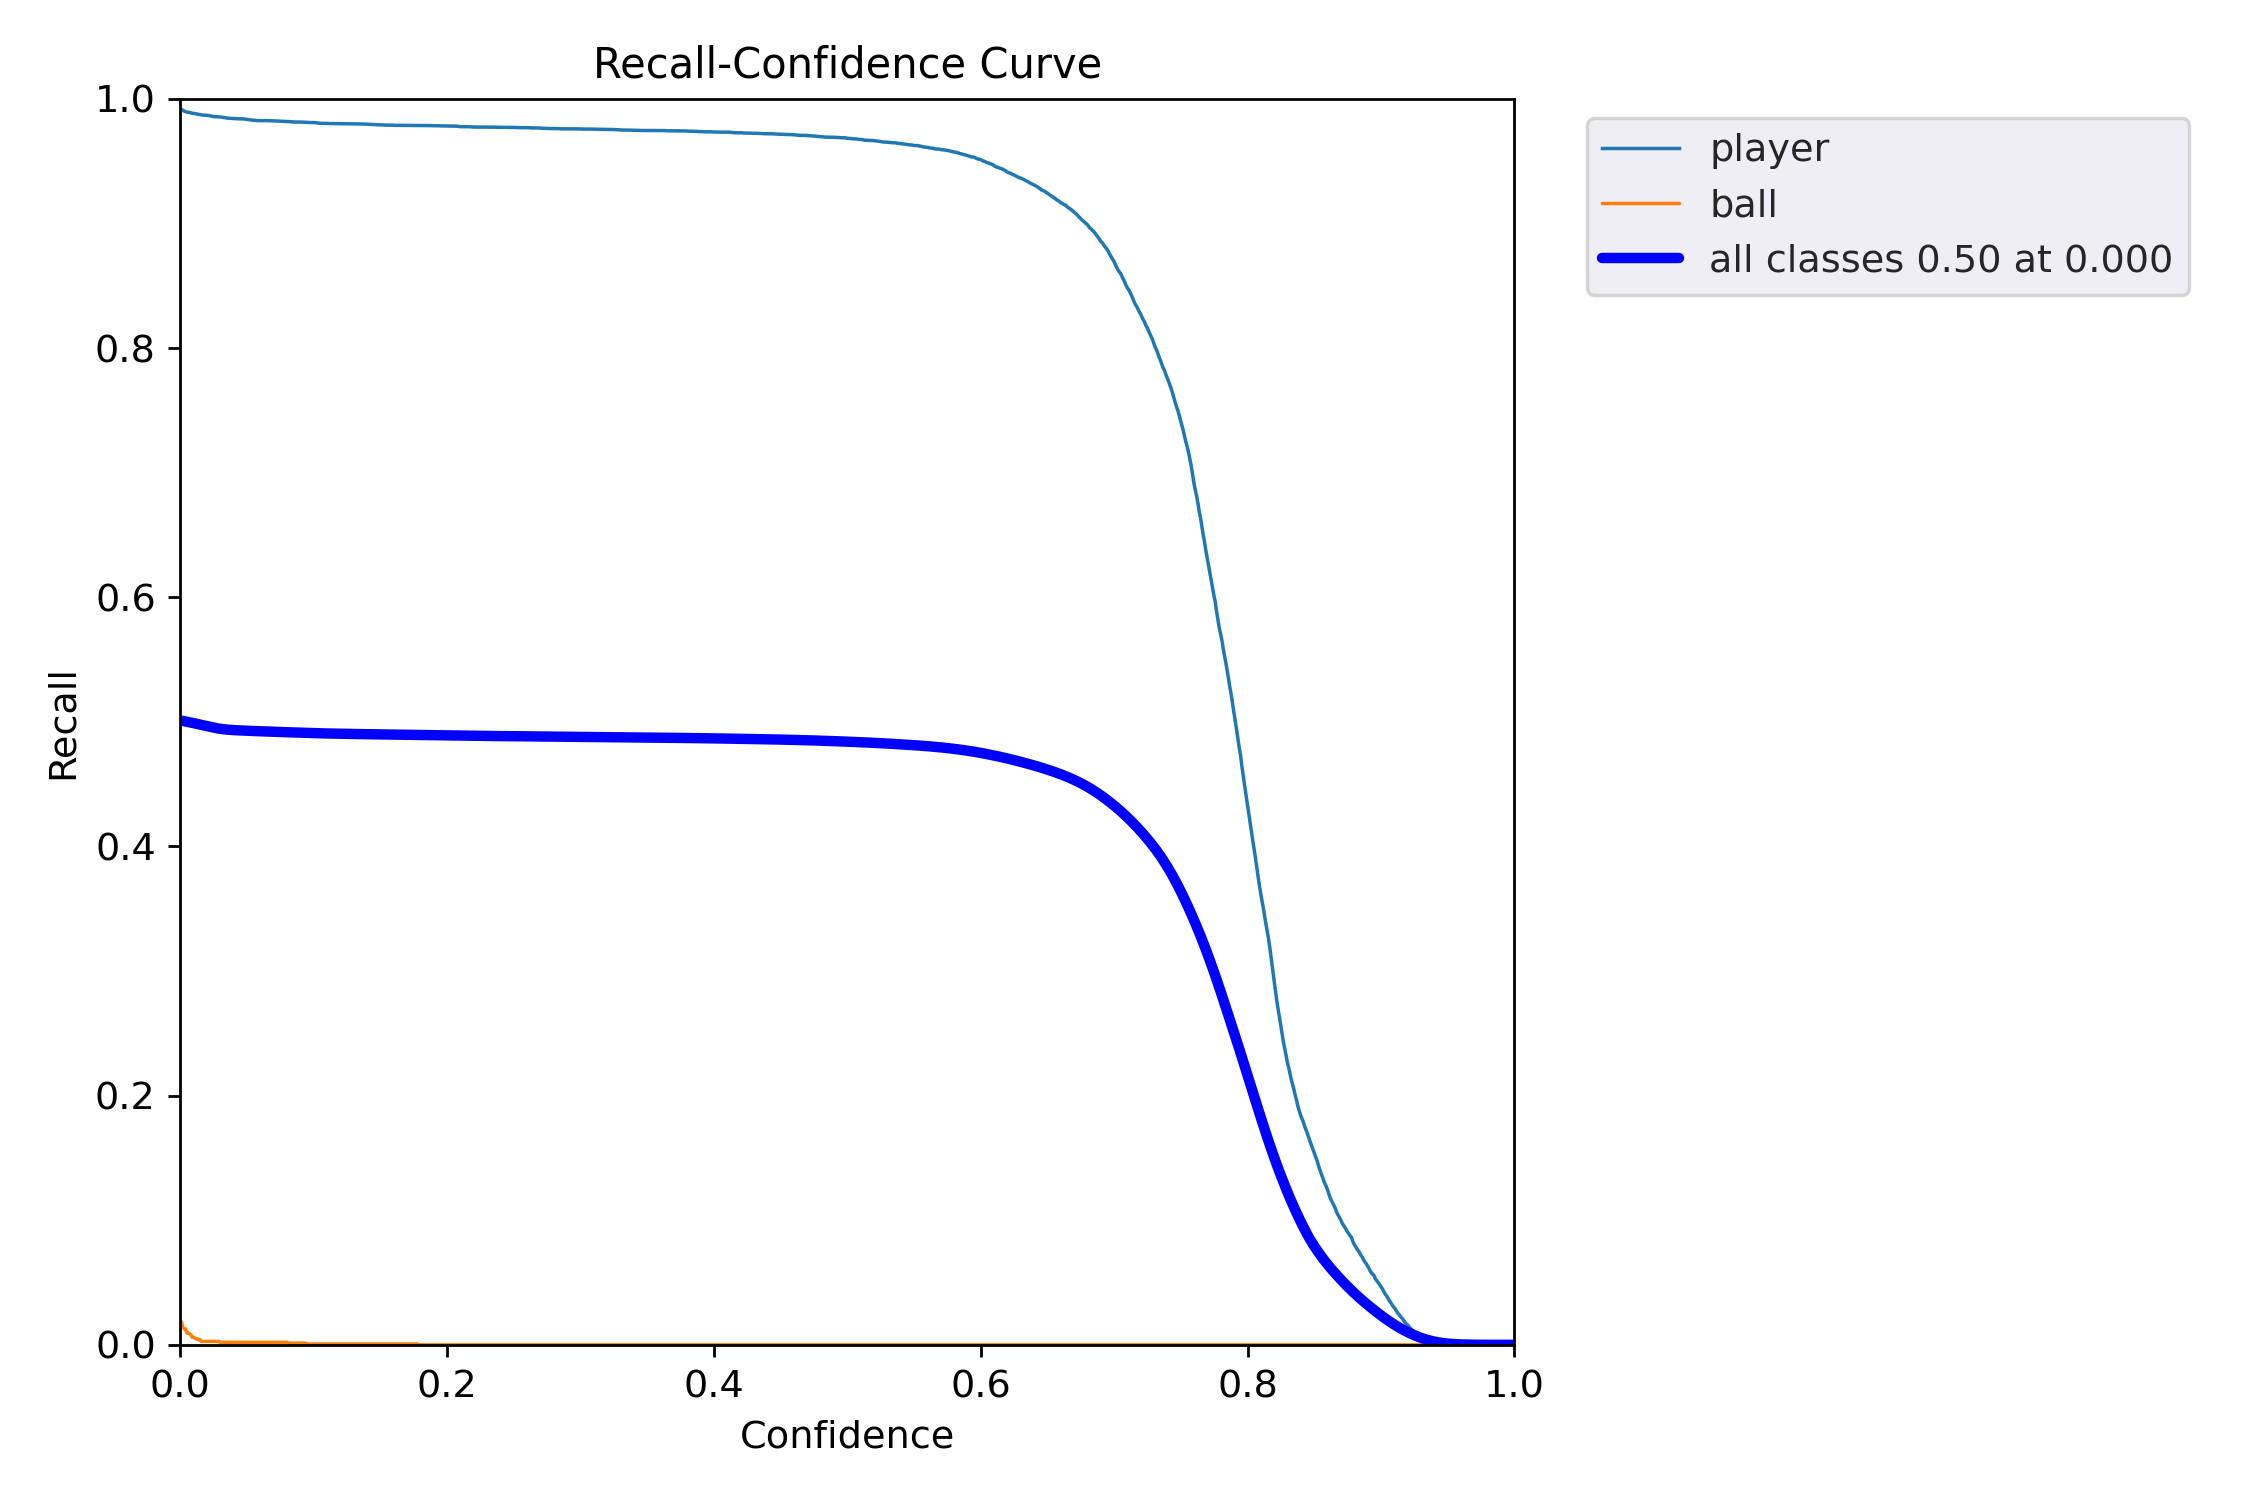 Recall-Confidence Curve
1.0
0.8
0.6
0.4
0.2
0.0
Recall
0.0 0.2 0.4 0.6 0.8 1.0
Confidence
player
ball
all classes 0.50 at 0.000